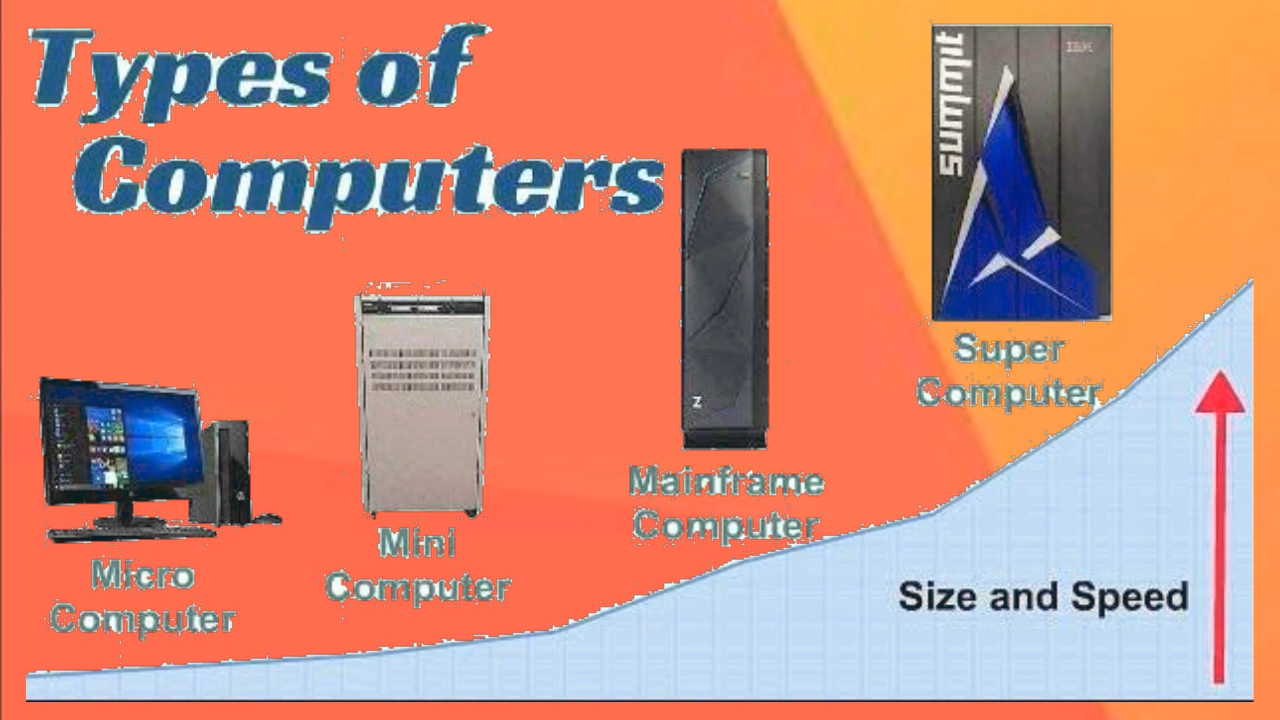 Types of
Computers
summit
IBM
Z
Micro
Computer
Mini
Computer
Mainframe
Computer
Super
Computer
Size and Speed